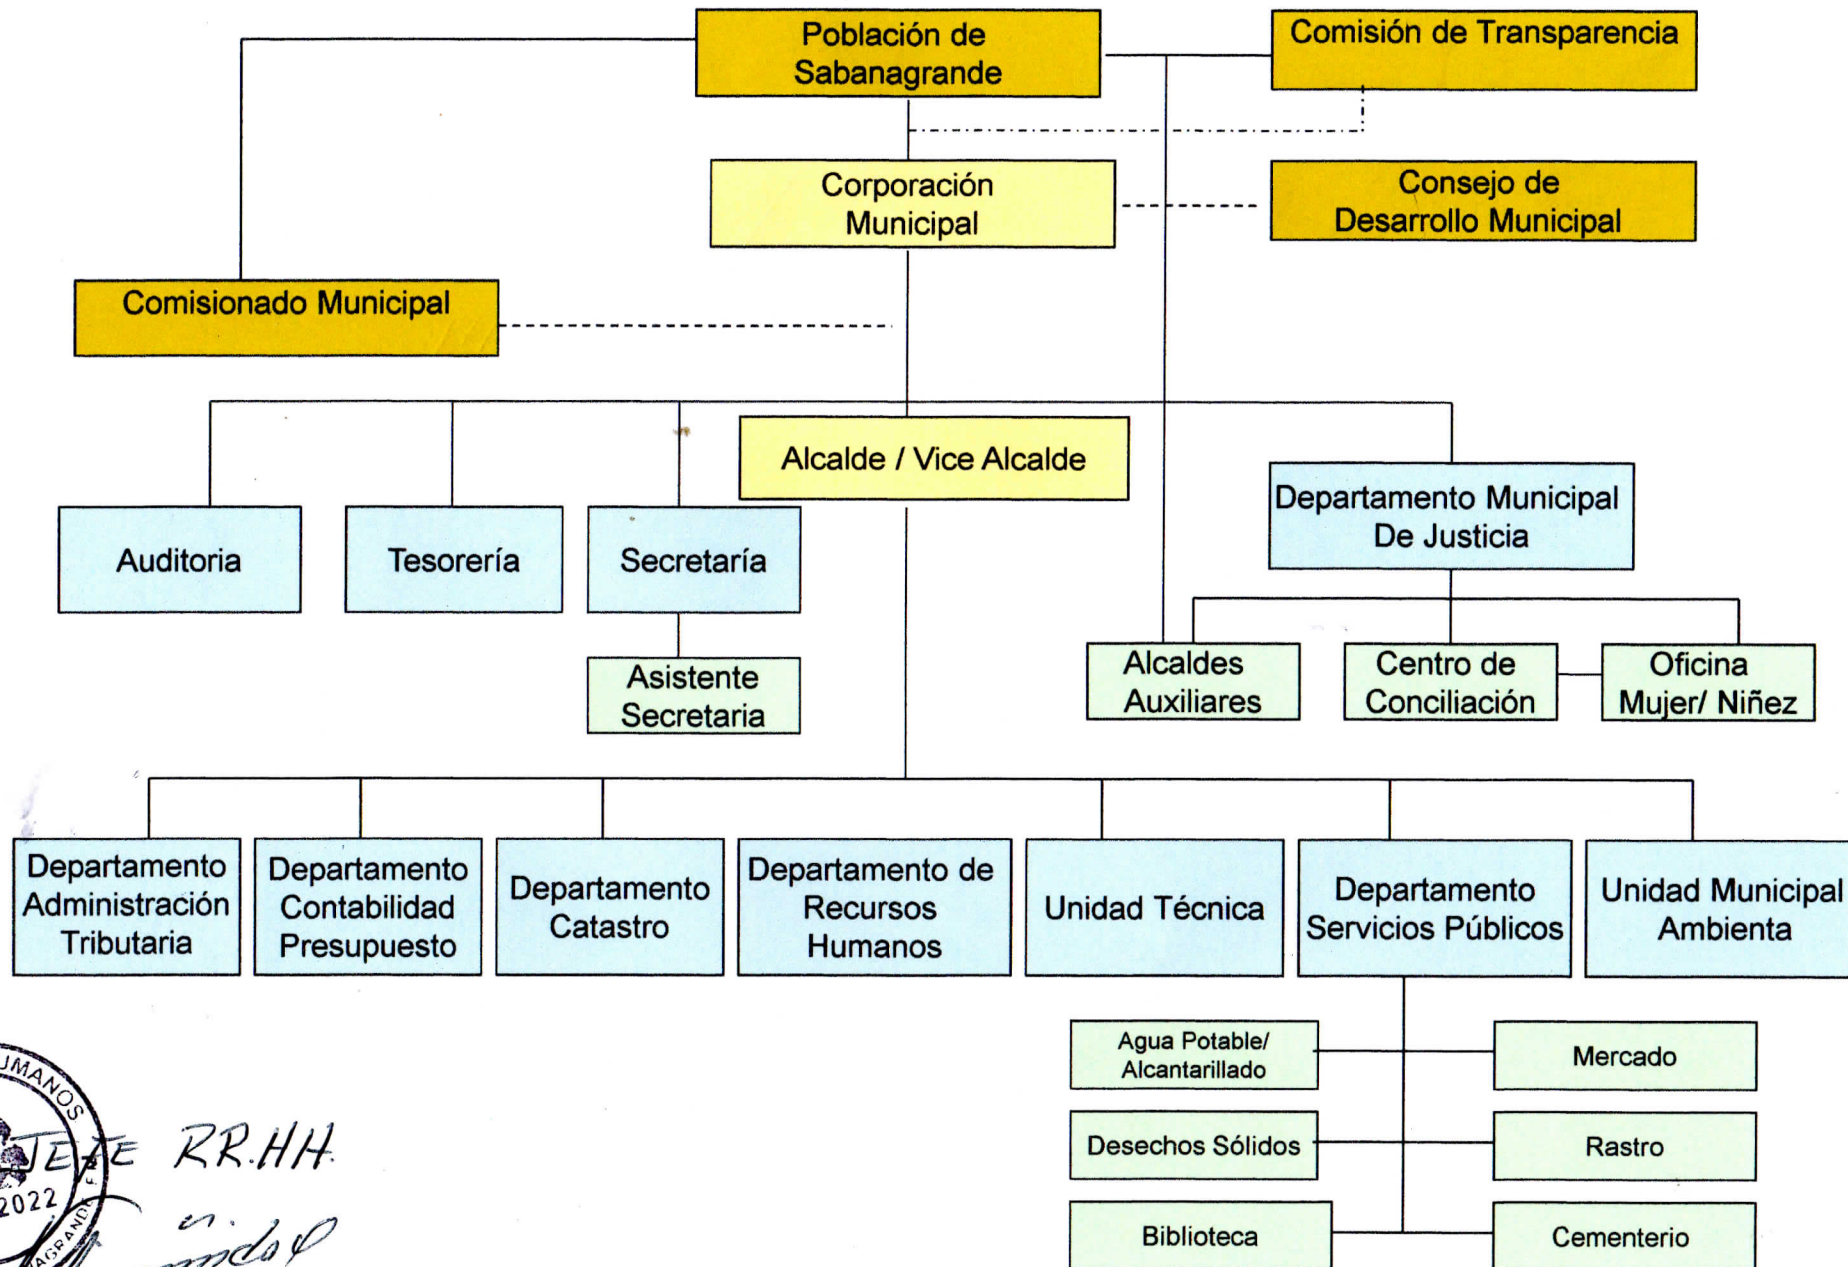 Población de
Sabanagrande
Comisión de Transparencia
Corporación
Municipal
Consejo de
Desarrollo Municipal
Comisionado Municipal
Alcalde / Vice Alcalde
Departamento Municipal
De Justicia
Auditoria
Tesorería
Secretaría
Asistente
Secretaria
Alcaldes
Auxiliares
Centro de
Conciliación
Oficina
Mujer/ Niñez
Departamento
Administración
Tributaria
Departamento
Contabilidad
Presupuesto
Departamento
Catastro
Departamento de
Recursos
Humanos
Unidad Técnica
Departamento
Servicios Públicos
Unidad Municipal
Ambienta
Agua Potable/
Alcantarillado
Mercado
Desechos Sólidos
Rastro
Biblioteca
Cementerio
UMANOS
JEFE RR.HH.
2022